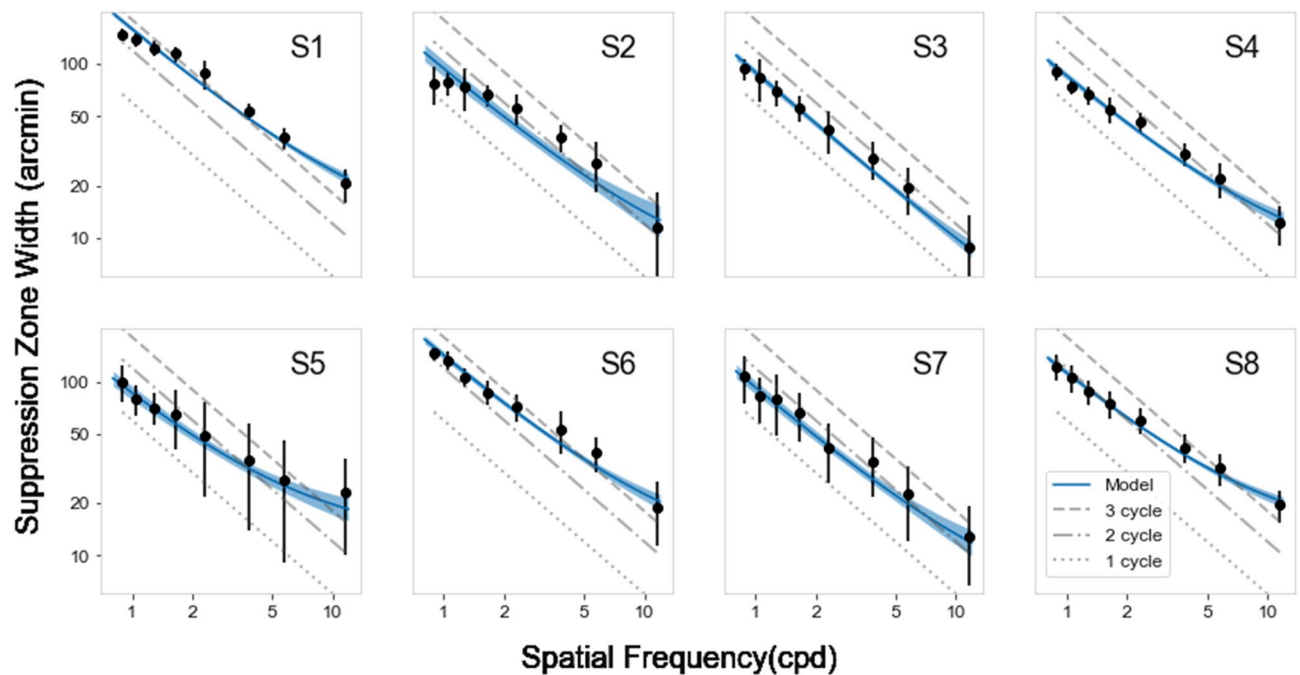 Suppression Zone Width (arcmin)
S1
S2
S3
S4
100
50
20
10
S5
S6
S7
S8
100
50
20
10
Model
3 cycle
2 cycle
1 cycle
1 2 5 10
1 2 5 10
1 2 5 10
1 2 5 10
Spatial Frequency(cpd)